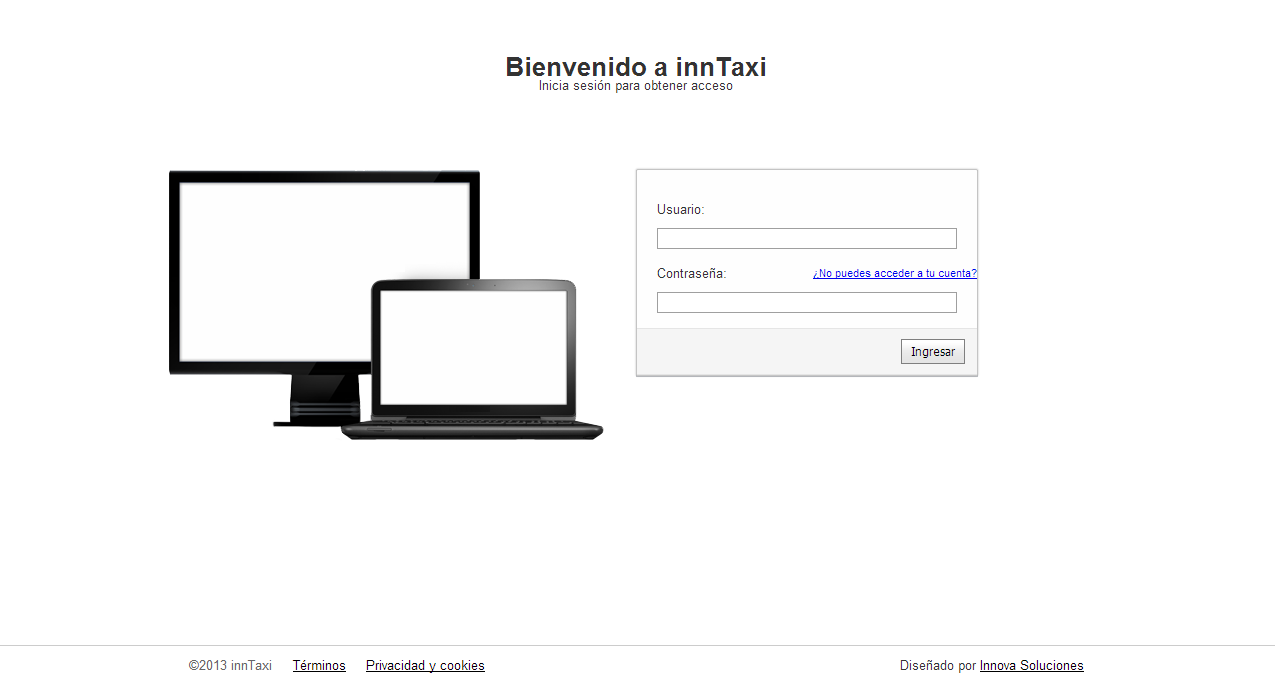 Bienvenido a innTaxi
Inicia sesión para obtener acceso
Usuario:
Contraseña: ¿No puedes acceder a tu cuenta?
Ingresar
©2013 innTaxi Términos Privacidad y cookies Diseñado por Innova Soluciones